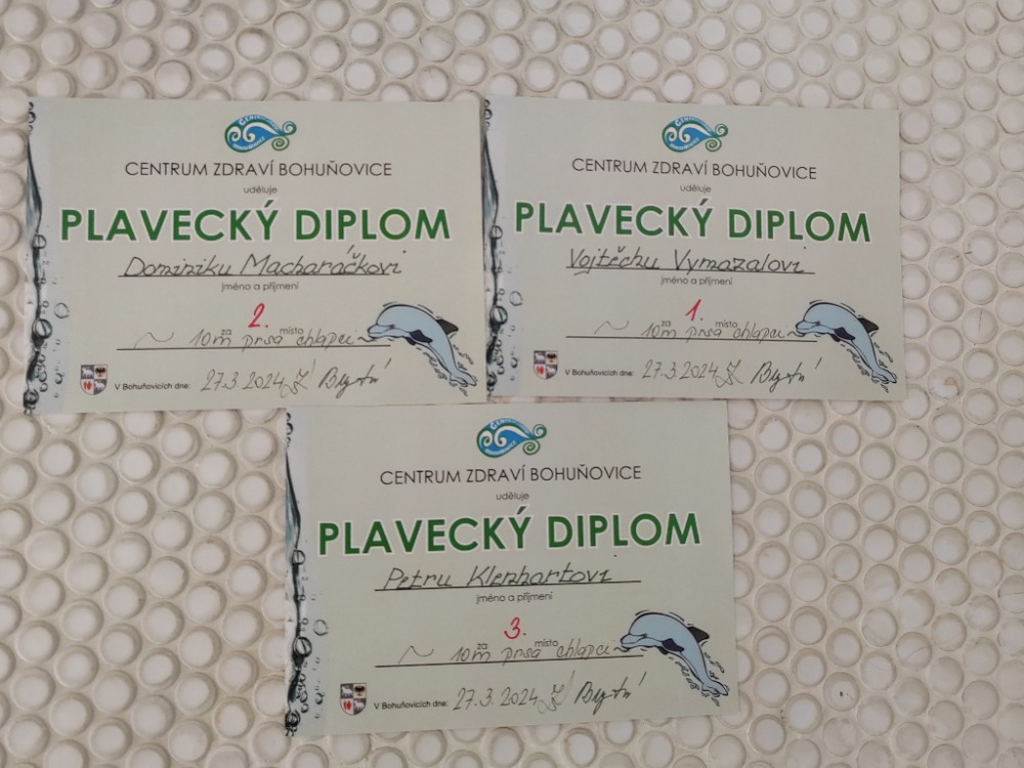 CENTRUM ZDRAVÍ BOHUŇOVICE
uděluje
PLAVECKÝ DIPLOM
Dominiku Macharáčkovi
jméno a příjmení
2.
za místo
~ 10m prsa chlapci ~
V Bohuňovicích dne: 27.3.2024
CENTRUM ZDRAVÍ BOHUŇOVICE
uděluje
PLAVECKÝ DIPLOM
Vojtěchu Vymazalovi
jméno a příjmení
1.
za místo
~ 10m prsa chlapci ~
V Bohuňovicích dne: 27.3.2024
CENTRUM ZDRAVÍ BOHUŇOVICE
uděluje
PLAVECKÝ DIPLOM
Petru Klenhartovi
jméno a příjmení
3.
za místo
~ 10m prsa chlapci ~
V Bohuňovicích dne: 27.3.2024